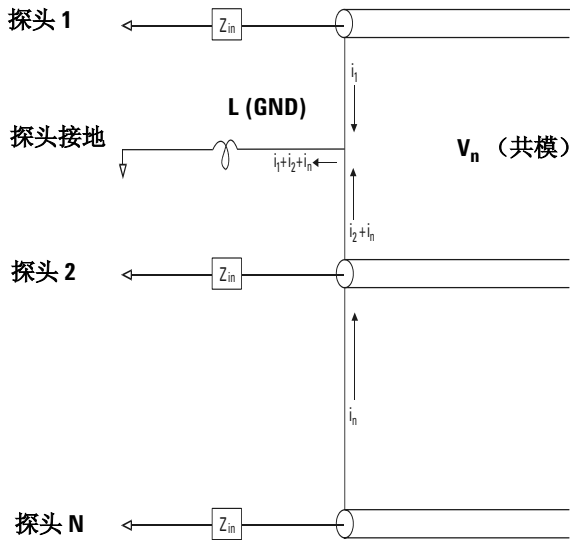 探头 1
Zin
i1
L (GND)
探头接地
i1+i2+in
Vn （共模）
i2+in
探头 2
Zin
in
探头 N
Zin